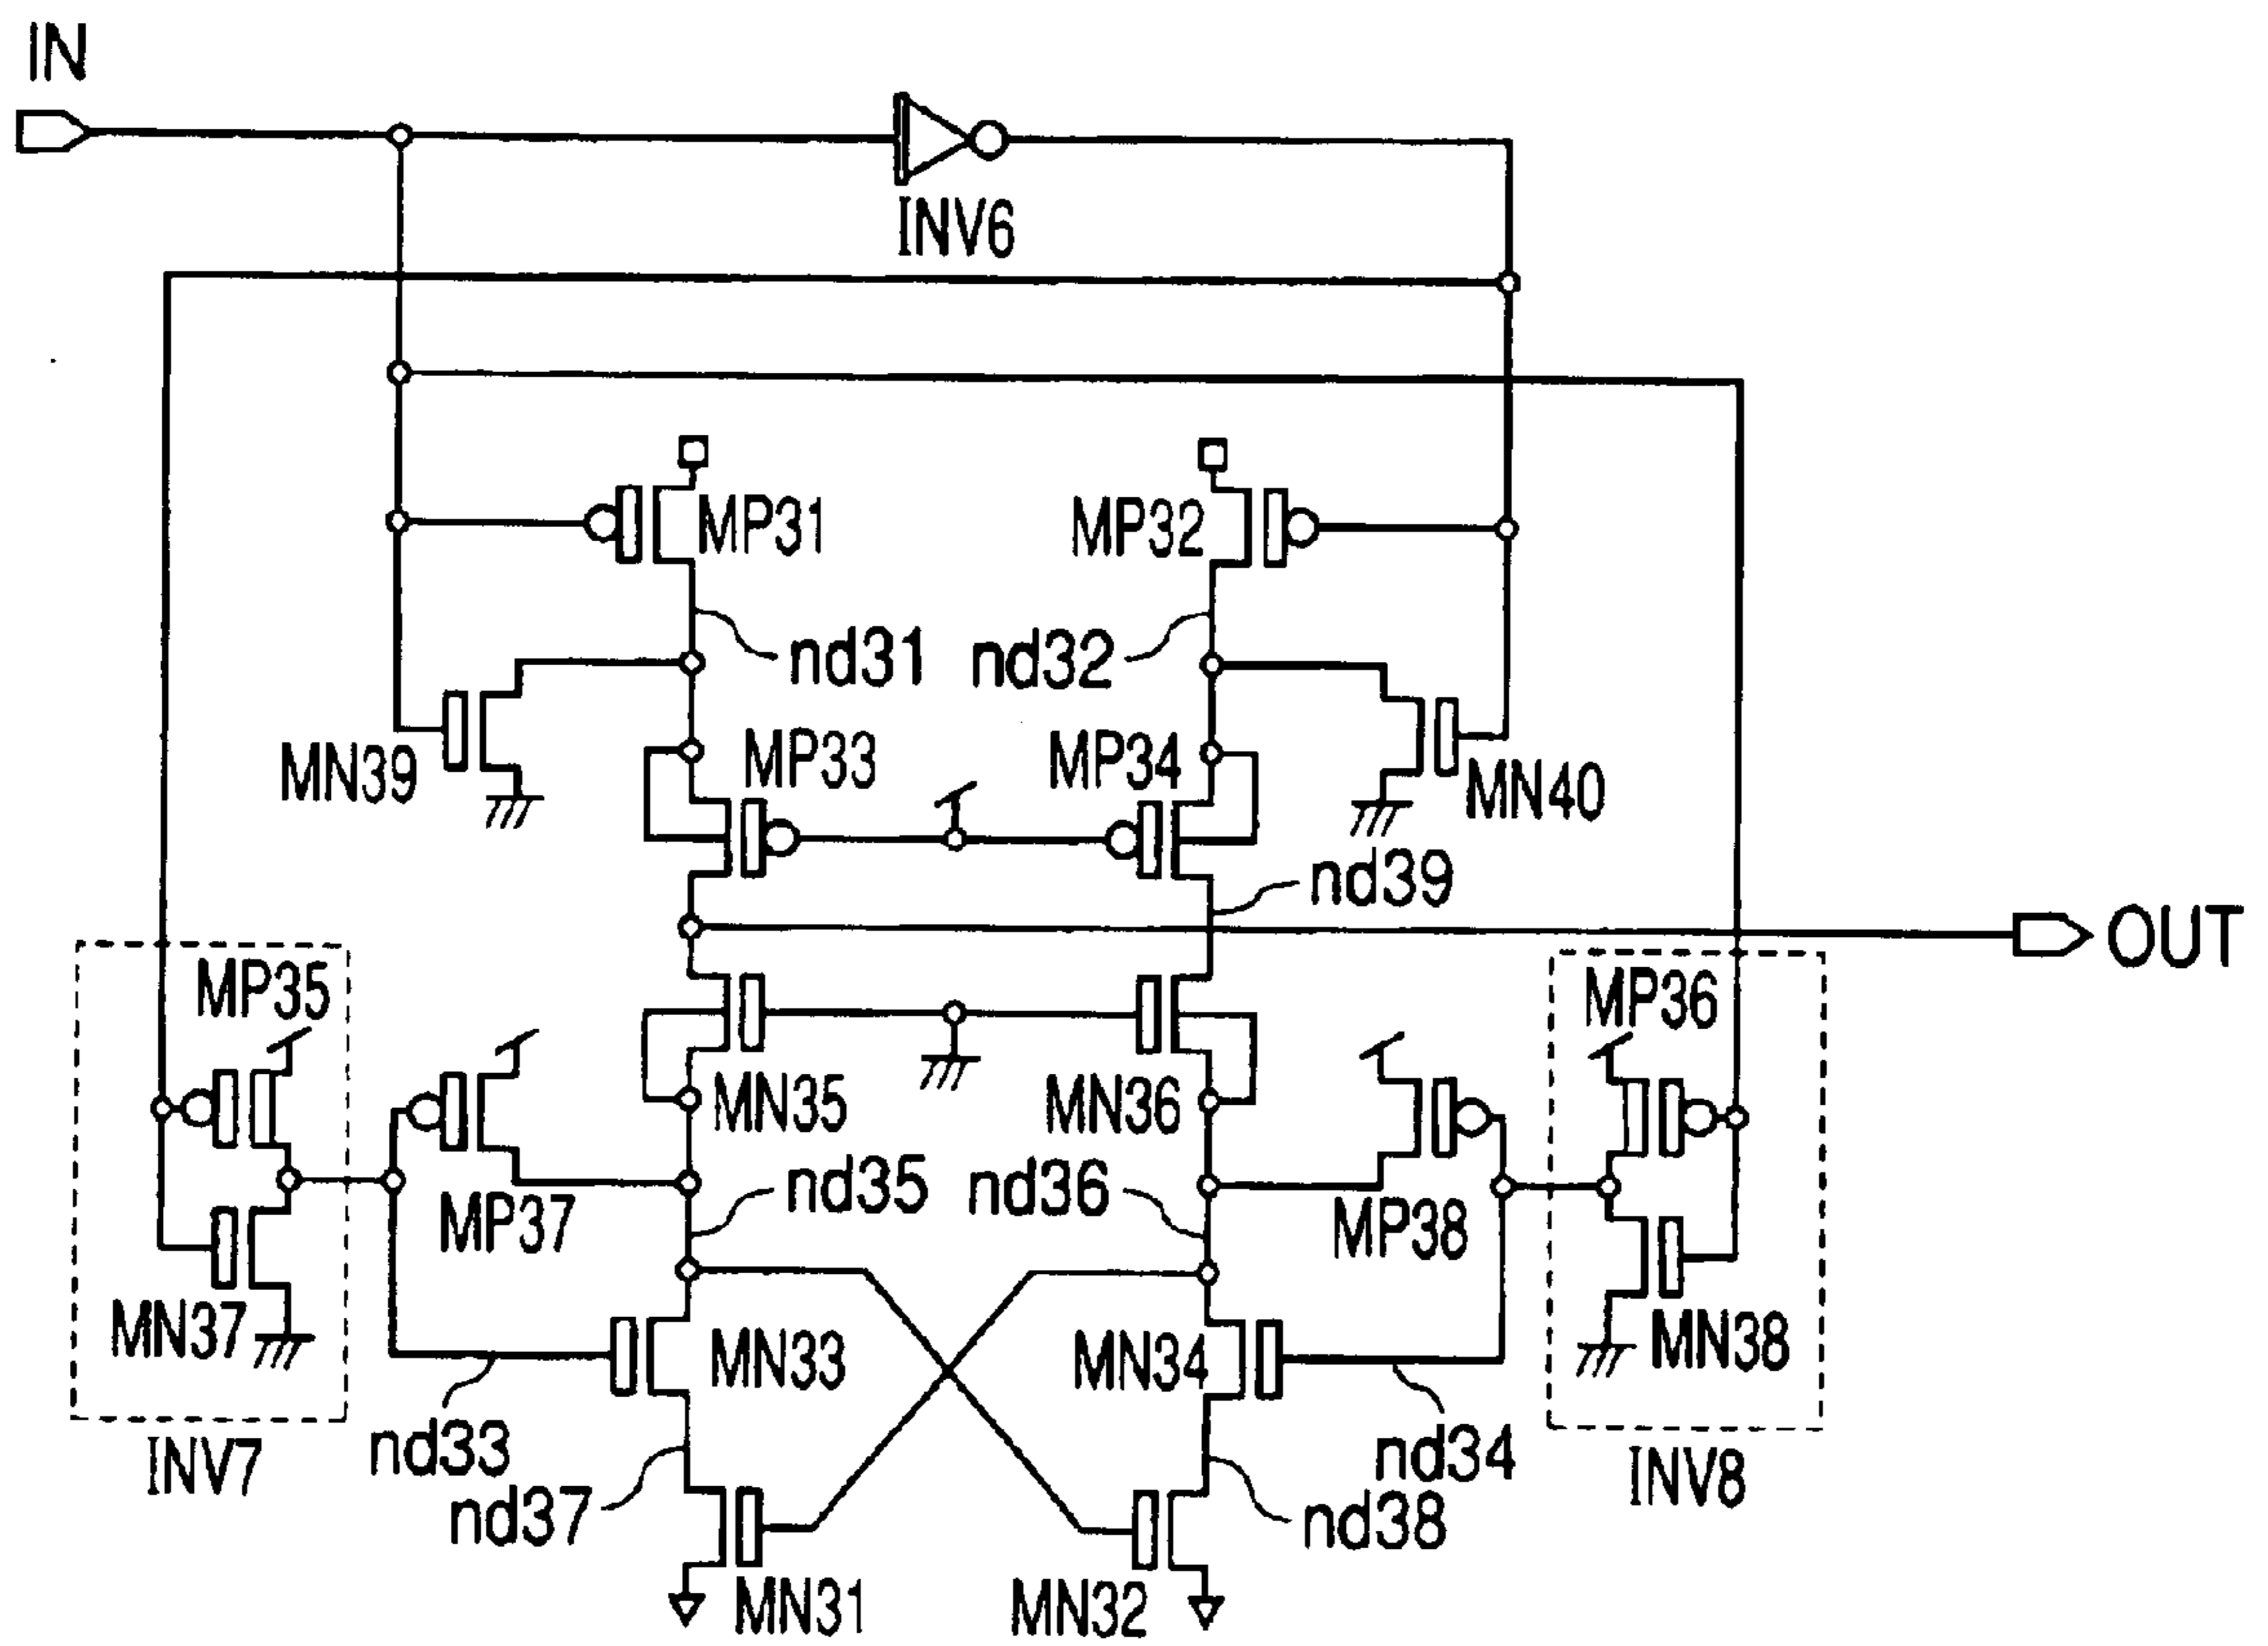 IN
INV6
MP31
MP32
nd31
nd32
MP33
MP34
MN39
MN40
nd39
OUT
MP35
MP36
MN35
MN36
nd35
nd36
MP37
MP38
MN37
MN33
MN34
MN38
nd33
nd34
INV7
INV8
nd37
nd38
MN31
MN32